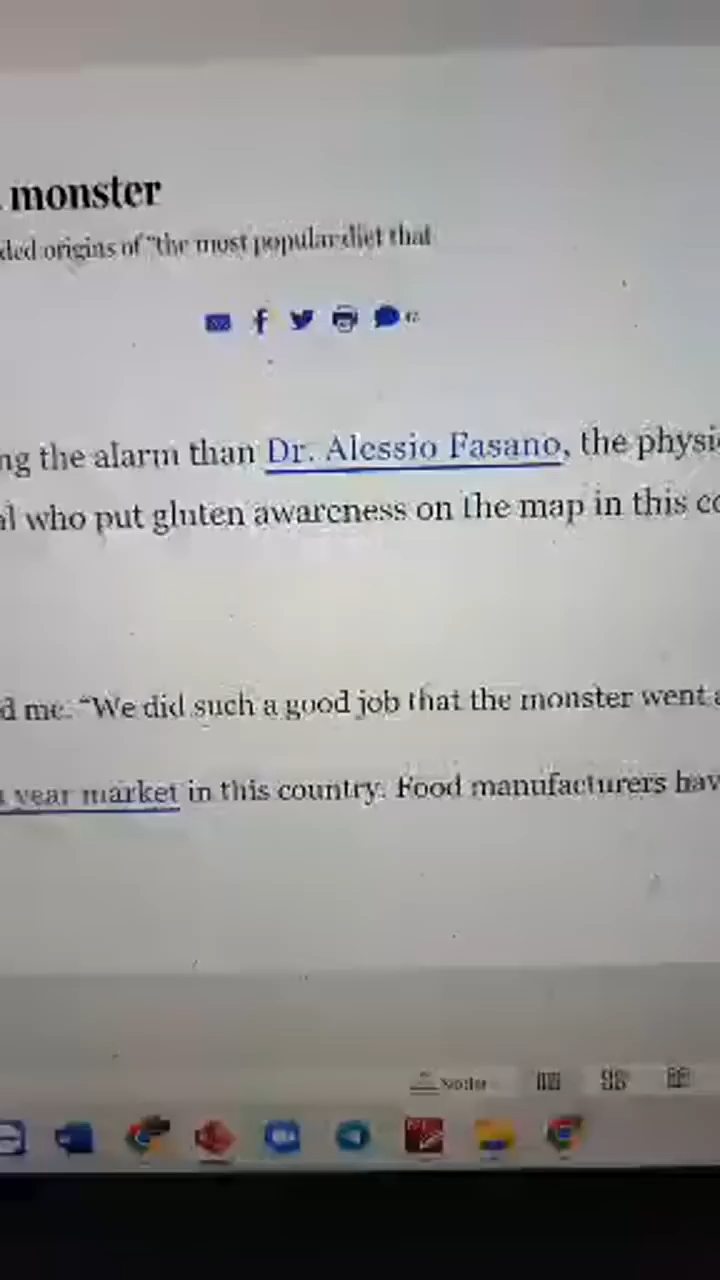 monster
ded origins of "the most popular diet that
ng the alarm than Dr. Alessio Fasano, the physi
al who put gluten awareness on the map in this co
d me. "We did such a good job that the monster went a
a year market in this country. Food manufacturers hav